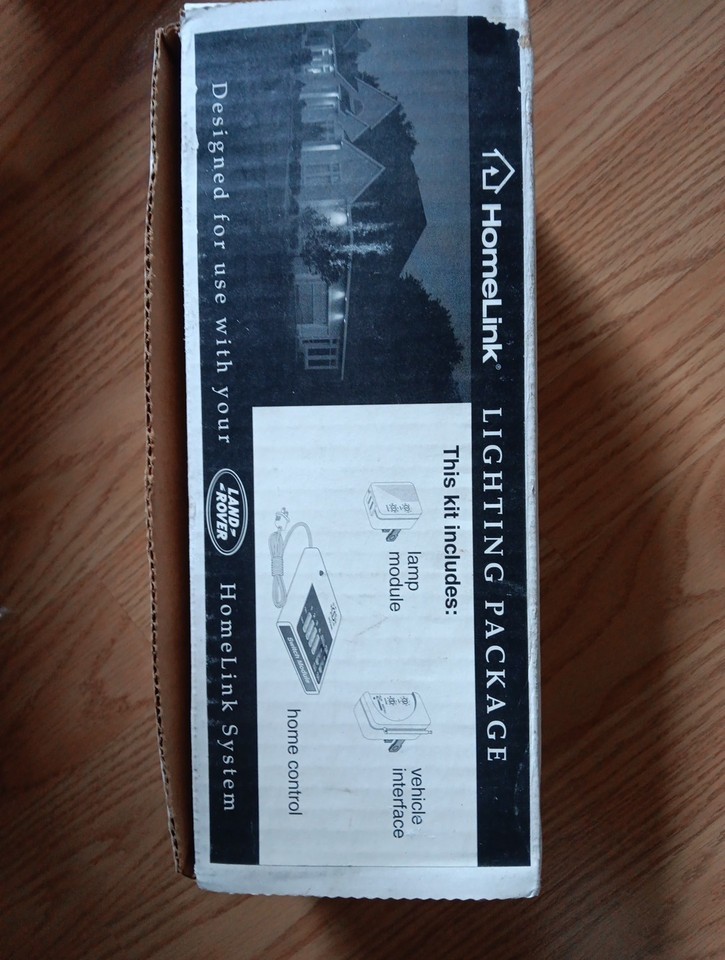 HomeLink® LIGHTING PACKAGE
This kit includes:
lamp
module
vehicle
interface
home control
Designed for use with your LAND-ROVER HomeLink System